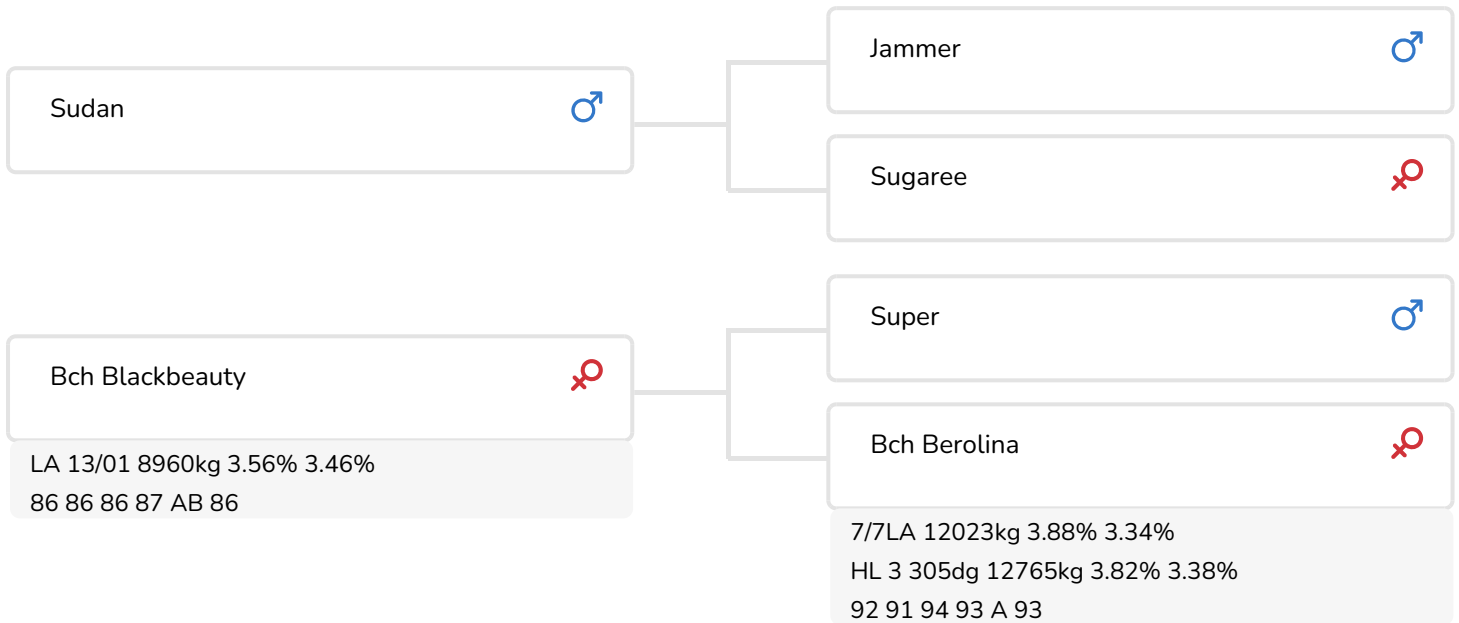 Jammer
Sudan
Sugaree
Super
Bch Blackbeauty
Bch Berolina
LA 13/01 8960kg 3.56% 3.46%
86 86 86 87 AB 86
7/7LA 12023kg 3.88% 3.34%
HL 3 305dg 12765kg 3.82% 3.38%
92 91 94 93 A 93